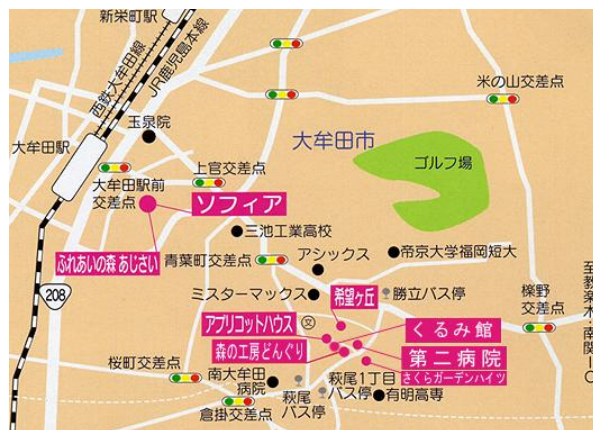 新栄町駅
西鉄大牟田線
JR鹿児島本線
米の山交差点
玉泉院
大牟田市
大牟田駅
ゴルフ場
上官交差点
大牟田駅前
交差点
ソフィア
三池工業高校
ふれあいの森 あじさい
青葉町交差点
アシックス
帝京大学福岡短大
208
ミスターマックス
希望ヶ丘
勝立バス停
櫟野
交差点
至教楽木・南関IC
アプリコットハウス
文
くるみ館
森の工房どんぐり
第二病院
さくらガーデンハイツ
桜町交差点
南大牟田
病院
萩尾
バス停
萩尾1丁目
バス停
有明高専
倉掛交差点